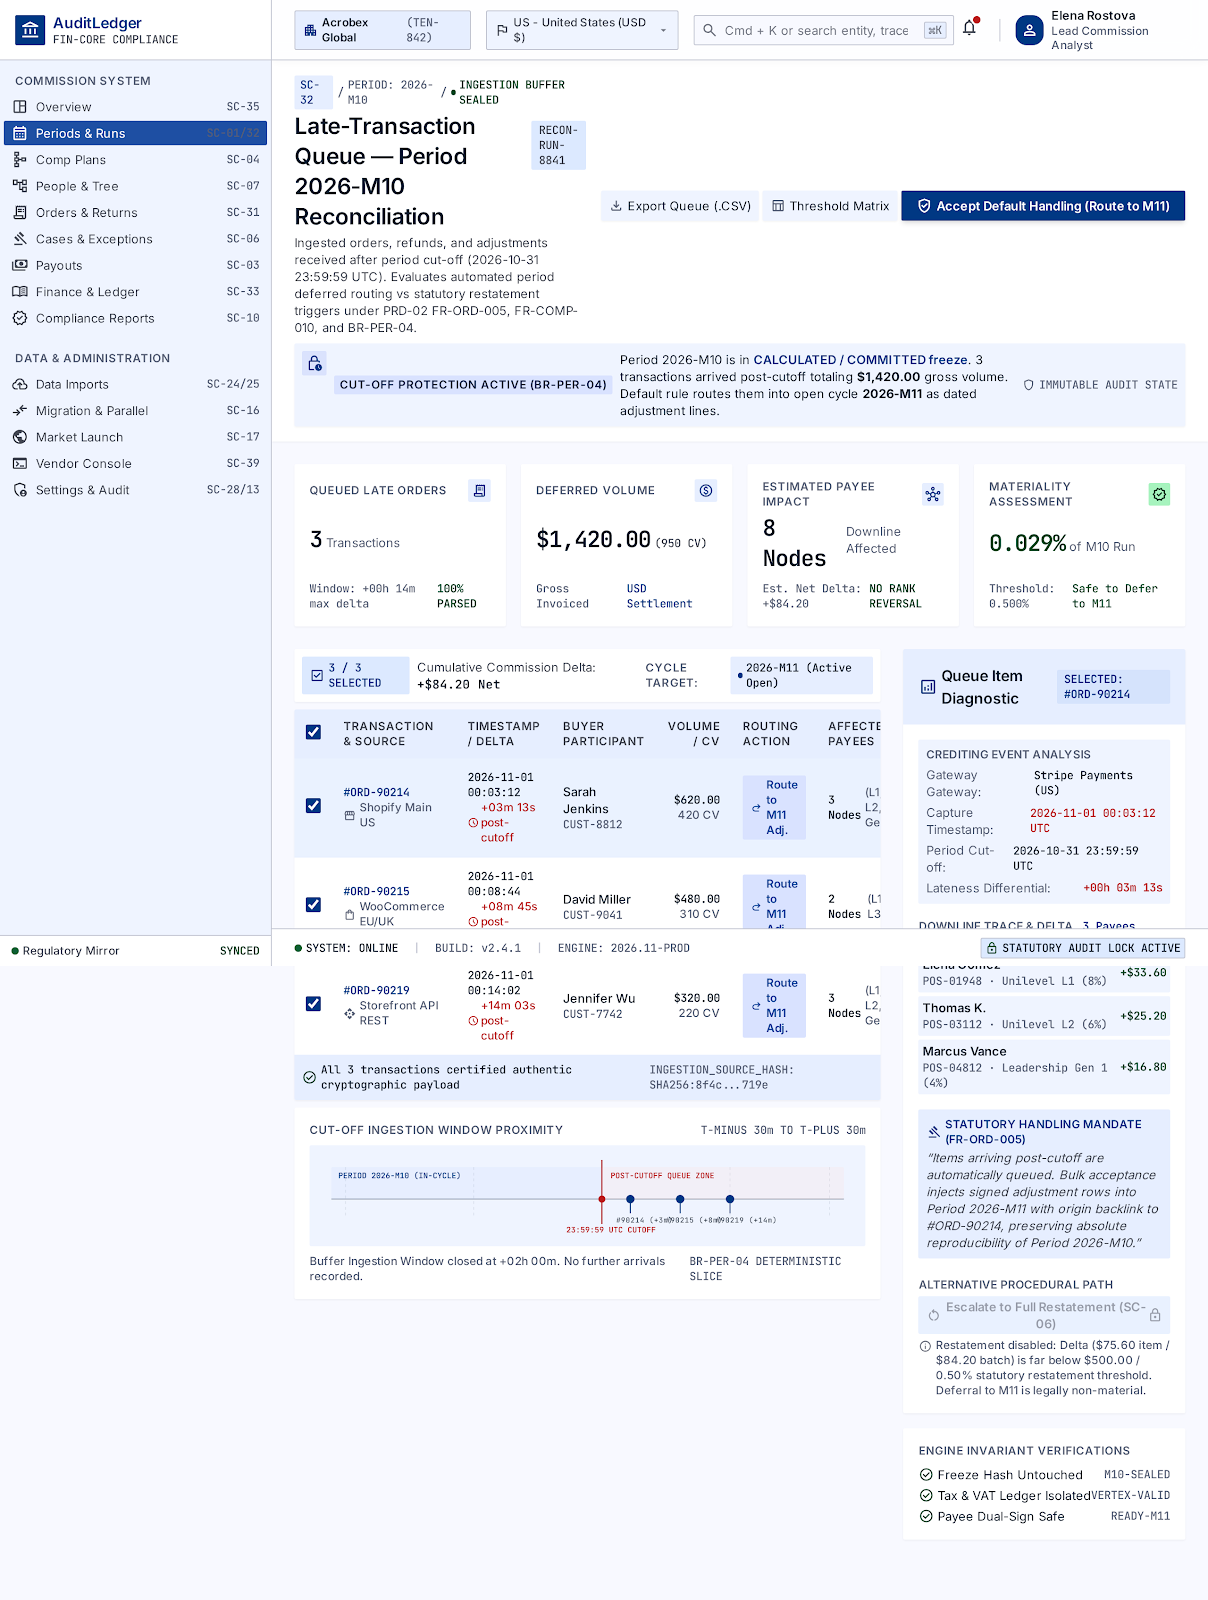 AuditLedger
FIN-CORE COMPLIANCE
Acrobex Global
(TEN-842)
US - United States (USD $)
Cmd + K or search entity, trace
⌘K
Elena Rostova
Lead Commission Analyst
COMMISSION SYSTEM
Overview SC-35
Periods & Runs SC-01/32
Comp Plans SC-04
People & Tree SC-07
Orders & Returns SC-31
Cases & Exceptions SC-06
Payouts SC-03
Finance & Ledger SC-33
Compliance Reports SC-10
DATA & ADMINISTRATION
Data Imports SC-24/25
Migration & Parallel SC-16
Market Launch SC-17
Vendor Console SC-39
Settings & Audit SC-28/13
Regulatory Mirror SYNCED
SC-32 / PERIOD: 2026-M10 / INGESTION BUFFER SEALED
Late-Transaction
Queue — Period
2026-M10
Reconciliation
RECON-RUN-8841
Ingested orders, refunds, and adjustments
received after period cut-off (2026-10-31
23:59:59 UTC). Evaluates automated period
deferred routing vs statutory restatement
triggers under PRD-02 FR-ORD-005, FR-COMP-
010, and BR-PER-04.
Export Queue (.CSV)
Threshold Matrix
Accept Default Handling (Route to M11)
CUT-OFF PROTECTION ACTIVE (BR-PER-04)
Period 2026-M10 is in CALCULATED / COMMITTED freeze. 3
transactions arrived post-cutoff totaling $1,420.00 gross volume.
Default rule routes them into open cycle 2026-M11 as dated
adjustment lines.
IMMUTABLE AUDIT STATE
QUEUED LATE ORDERS
3 Transactions
Window: +00h 14m max delta
100% PARSED
DEFERRED VOLUME
$1,420.00 (950 CV)
Gross Invoiced
USD Settlement
ESTIMATED PAYEE IMPACT
8 Nodes
Downline Affected
Est. Net Delta: +$84.20
NO RANK REVERSAL
MATERIALITY ASSESSMENT
0.029% of M10 Run
Threshold: 0.500%
Safe to Defer to M11
3 / 3 SELECTED
Cumulative Commission Delta:
+$84.20 Net
CYCLE TARGET:
2026-M11 (Active Open)
TRANSACTION & SOURCE
TIMESTAMP / DELTA
BUYER PARTICIPANT
VOLUME / CV
ROUTING ACTION
AFFECTE
PAYEES
#ORD-90214
Shopify Main US
2026-11-01 00:03:12
+03m 13s post-cutoff
Sarah Jenkins
CUST-8812
$620.00
420 CV
Route to M11 Adj.
3 Nodes
(L1
L2,
Ge
#ORD-90215
WooCommerce EU/UK
2026-11-01 00:08:44
+08m 45s post-
David Miller
CUST-9041
$480.00
310 CV
Route to M11
2 Nodes
(L1
L3
SYSTEM: ONLINE | BUILD: v2.4.1 | ENGINE: 2026.11-PROD
STATUTORY AUDIT LOCK ACTIVE
#ORD-90219
Storefront API REST
2026-11-01 00:14:02
+14m 03s post-cutoff
Jennifer Wu
CUST-7742
$320.00
220 CV
Route to M11 Adj.
3 Nodes
(L1
L2,
Ge
All 3 transactions certified authentic cryptographic payload
INGESTION_SOURCE_HASH: SHA256:8f4c...719e
CUT-OFF INGESTION WINDOW PROXIMITY
T-MINUS 30m TO T-PLUS 30m
PERIOD 2026-M10 (IN-CYCLE)
POST-CUTOFF QUEUE ZONE
#90214 (+3m)
#90215 (+8m)
#90219 (+14m)
23:59:59 UTC CUTOFF
Buffer Ingestion Window closed at +02h 00m. No further arrivals recorded.
BR-PER-04 DETERMINISTIC SLICE
Queue Item Diagnostic
SELECTED: #ORD-90214
CREDITING EVENT ANALYSIS
Gateway Gateway: Stripe Payments (US)
Capture Timestamp: 2026-11-01 00:03:12 UTC
Period Cut-off: 2026-10-31 23:59:59 UTC
Lateness Differential: +00h 03m 13s
DOWNLINE TRACE & DELTA 3 Payees
Elena Gomez
POS-01948 · Unilevel L1 (8%) +$33.60
Thomas K.
POS-03112 · Unilevel L2 (6%) +$25.20
Marcus Vance
POS-04812 · Leadership Gen 1 (4%) +$16.80
STATUTORY HANDLING MANDATE
(FR-ORD-005)
“Items arriving post-cutoff are
automatically queued. Bulk acceptance
injects signed adjustment rows into
Period 2026-M11 with origin backlink to
#ORD-90214, preserving absolute
reproducibility of Period 2026-M10.”
ALTERNATIVE PROCEDURAL PATH
Escalate to Full Restatement (SC-06)
Restatement disabled: Delta ($75.60 item /
$84.20 batch) is far below $500.00 /
0.50% statutory restatement threshold.
Deferral to M11 is legally non-material.
ENGINE INVARIANT VERIFICATIONS
Freeze Hash Untouched M10-SEALED
Tax & VAT Ledger Isolated VERTEX-VALID
Payee Dual-Sign Safe READY-M11